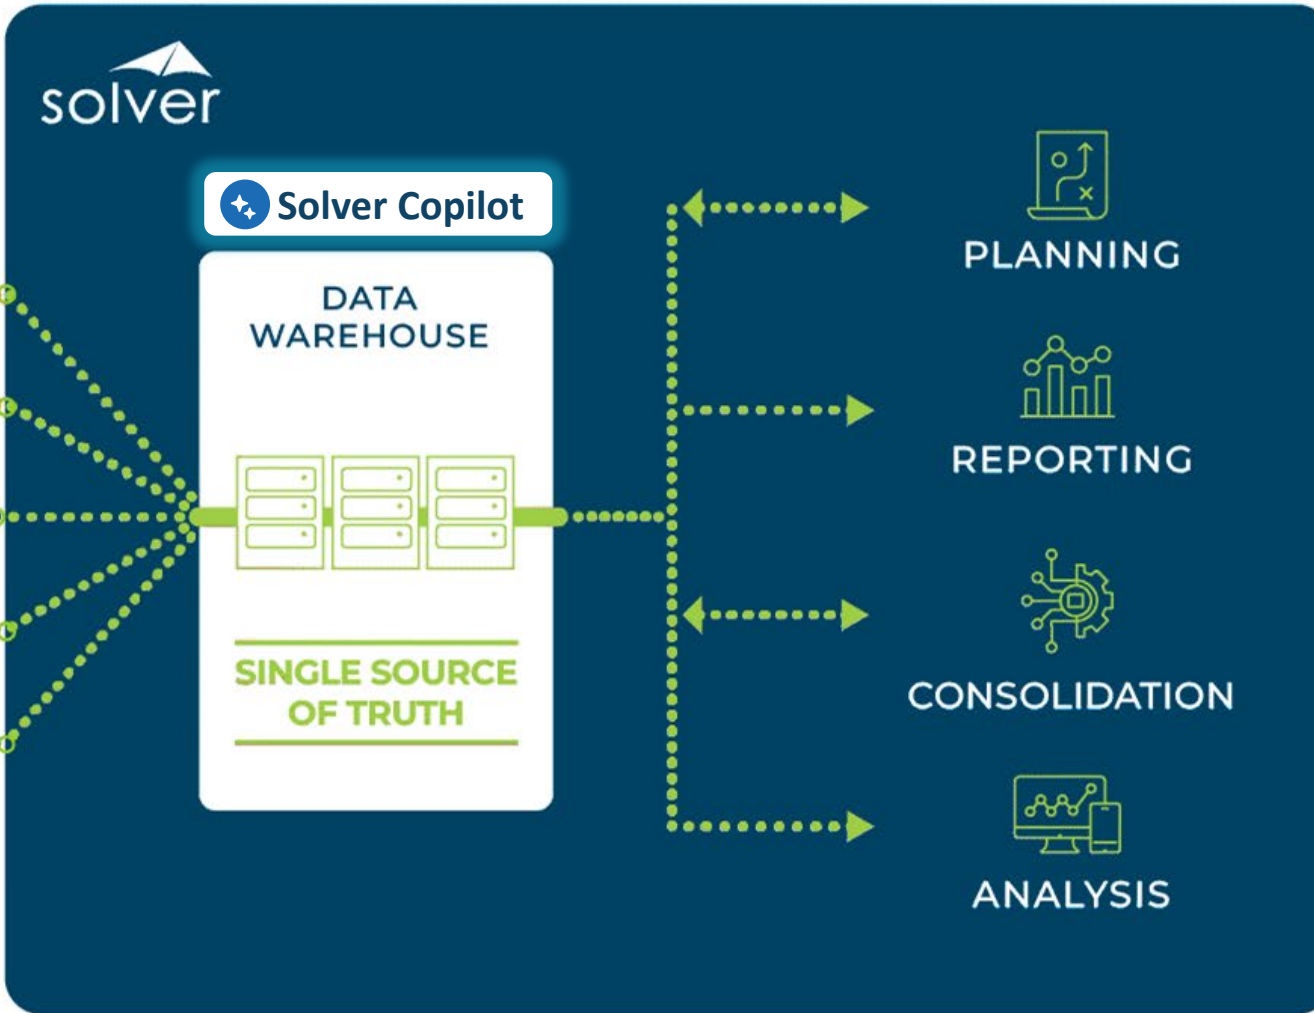 solver
Solver Copilot
DATA
WAREHOUSE
SINGLE SOURCE
OF TRUTH
PLANNING
REPORTING
CONSOLIDATION
ANALYSIS